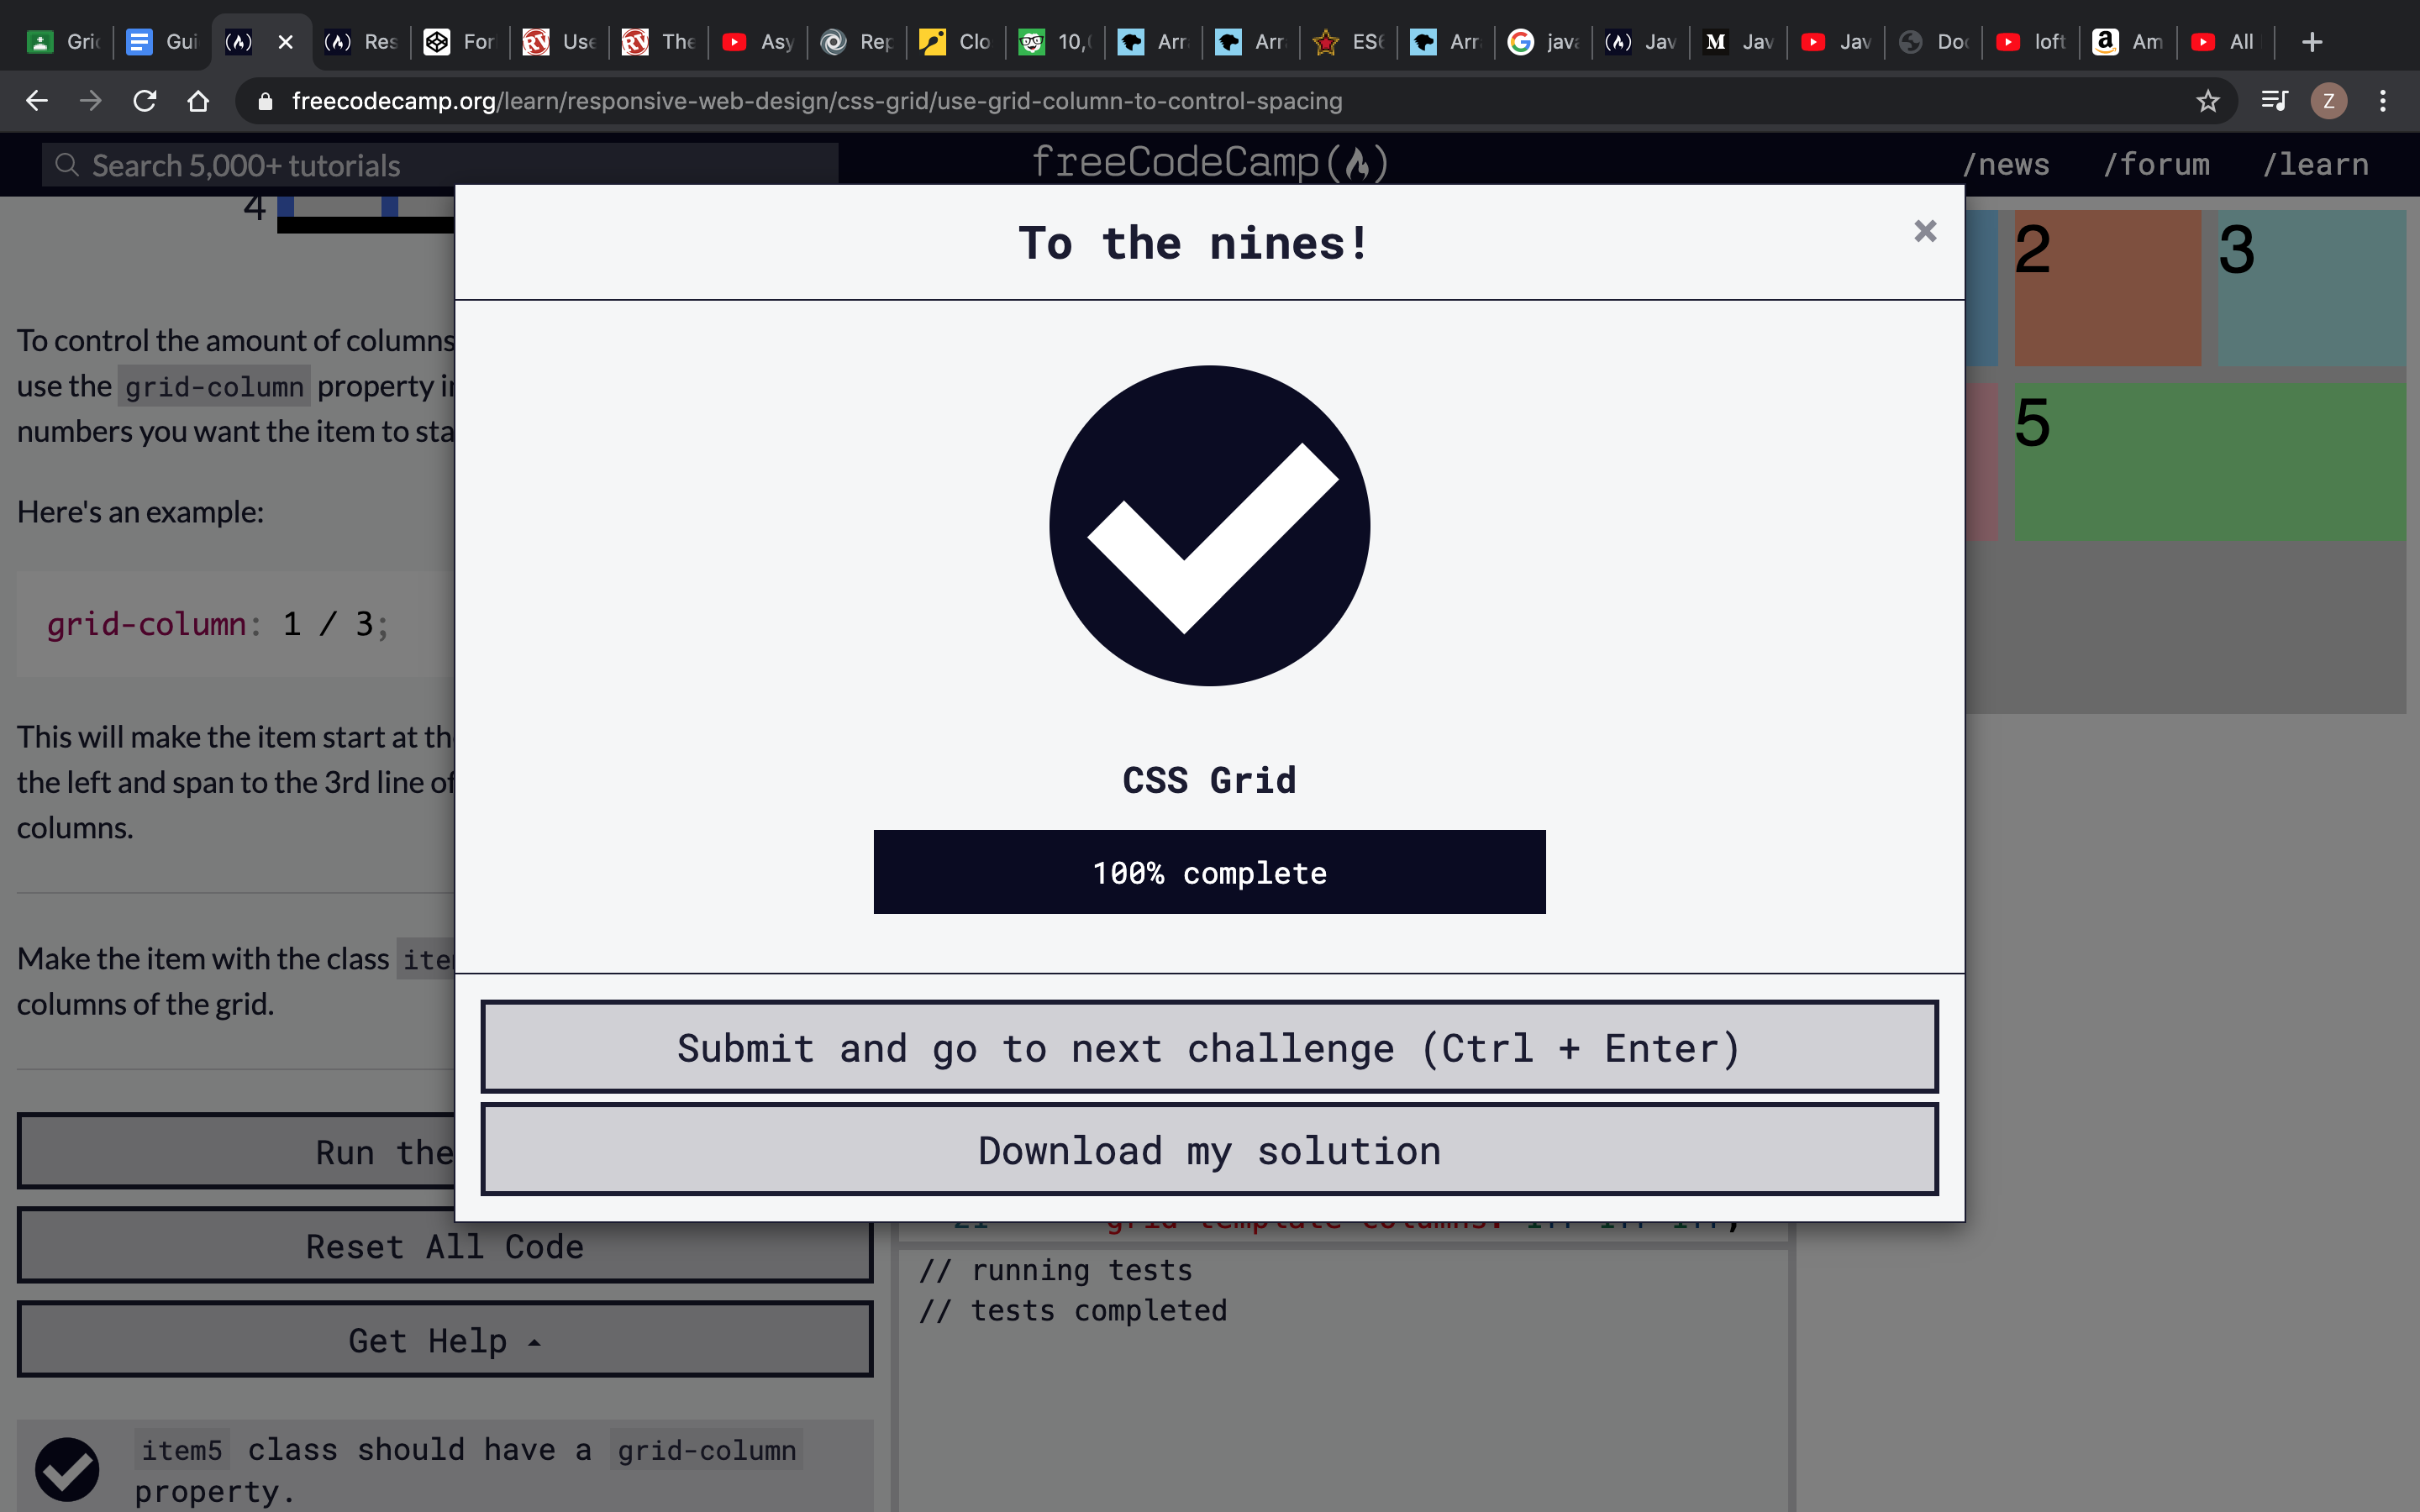 Gri
Gui
Res
For
Use
The
Asy
Rep
Clo
10,
Arr
Arr
ES6
Arr
java
Jav
M
Jav
Jav
Doc
loft
a
Am
All
freecodecamp.org/learn/responsive-web-design/css-grid/use-grid-column-to-control-spacing
Z
Search 5,000+ tutorials
freeCodeCamp
/news /forum /learn
4
To the nines!
×
2
3
To control the amount of columns
use the grid-column property in
numbers you want the item to sta
5
Here's an example:
grid-column: 1 / 3;
This will make the item start at th
the left and span to the 3rd line of
columns.
CSS Grid
100% complete
Make the item with the class ite
columns of the grid.
Submit and go to next challenge (Ctrl + Enter)
Download my solution
Run the
Reset All Code
21 grid-template-columns: 1fr 1fr 1fr;
// running tests
// tests completed
Get Help
item5 class should have a grid-column
property.